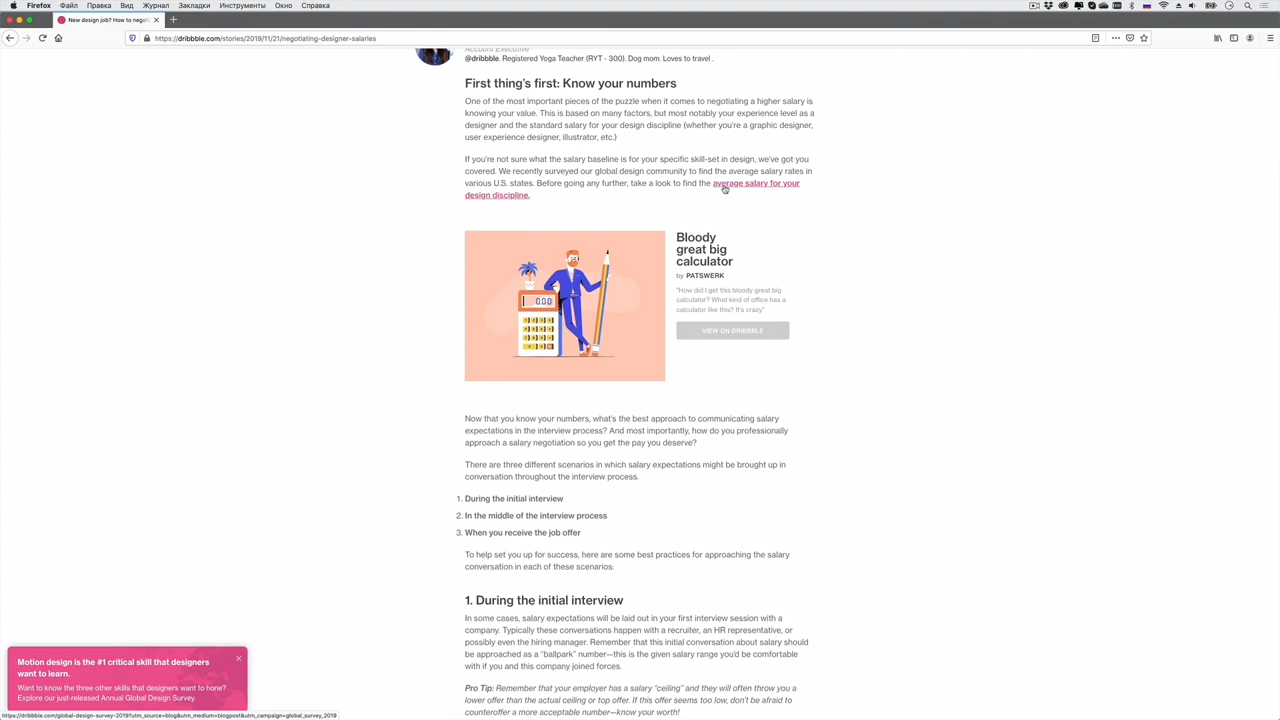 Firefox Файл Правка Вид Журнал Закладки Инструменты Окно Справка
New design job? How to nego
https://dribbble.com/stories/2019/11/21/negotiating-designer-salaries
Account Executive
@dribbble. Registered Yoga Teacher (RYT - 300). Dog mom. Loves to travel .
First thing's first: Know your numbers
One of the most important pieces of the puzzle when it comes to negotiating a higher salary is
knowing your value. This is based on many factors, but most notably your experience level as a
designer and the standard salary for your design discipline (whether you're a graphic designer,
user experience designer, illustrator, etc.)
If you're not sure what the salary baseline is for your specific skill-set in design, we've got you
covered. We recently surveyed our global design community to find the average salary rates in
various U.S. states. Before going any further, take a look to find the average salary for your
design discipline.
Bloody
great big
calculator
by PATSWERK
"How did I get this bloody great big
calculator? What kind of office has a
calculator like this? It's crazy"
VIEW ON DRIBBBLE
0.0.0
Now that you know your numbers, what's the best approach to communicating salary
expectations in the interview process? And most importantly, how do you professionally
approach a salary negotiation so you get the pay you deserve?
There are three different scenarios in which salary expectations might be brought up in
conversation throughout the interview process.
1. During the initial interview
2. In the middle of the interview process
3. When you receive the job offer
To help set you up for success, here are some best practices for approaching the salary
conversation in each of these scenarios:
1. During the initial interview
In some cases, salary expectations will be laid out in your first interview session with a
company. Typically these conversations happen with a recruiter, an HR representative, or
possibly even the hiring manager. Remember that this initial conversation about salary should
be approached as a "ballpark" number—this is the given salary range you'd be comfortable
with if you and this company joined forces.
Pro Tip: Remember that your employer has a salary "ceiling" and they will often throw you a
lower offer than the actual ceiling or top offer. If this offer seems too low, don't be afraid to
counteroffer a more acceptable number—know your worth!
Motion design is the #1 critical skill that designers
want to learn.
Want to know the three other skills that designers want to hone?
Explore our just-released Annual Global Design Survey.
https://dribbble.com/global-design-survey-2019?utm_source=blog&utm_medium=blogpost&utm_campaign=global_survey_2019